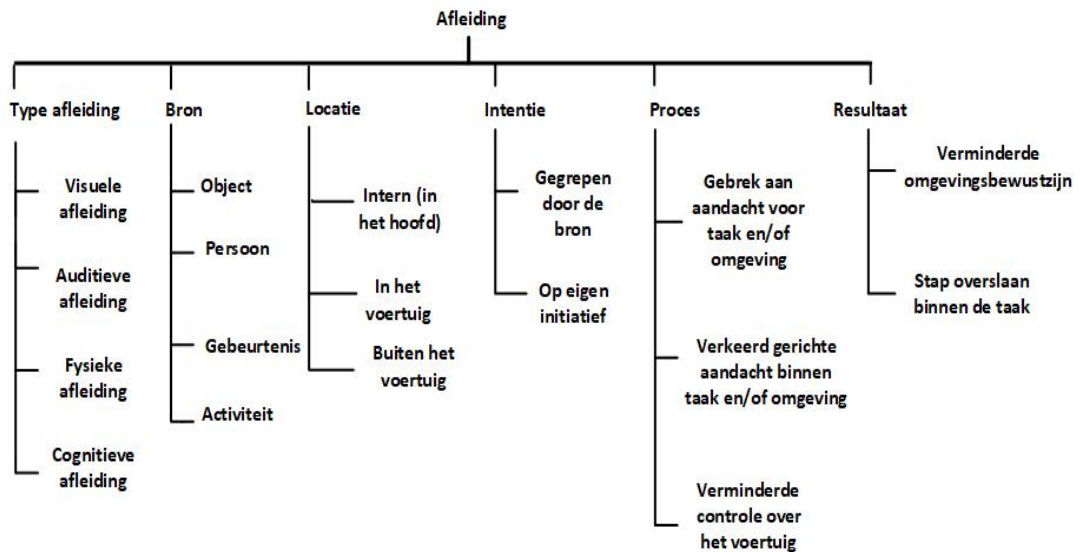 Afleiding
Type afleiding
Visuele
afleiding
Auditieve
afleiding
Fysieke
afleiding
Cognitieve
afleiding
Bron
Object
Persoon
Gebeurtenis
Activiteit
Locatie
Intern (in
het hoofd)
In het
voertuig
Buiten het
voertuig
Intentie
Gegrepen
door de
bron
Op eigen
initiatief
Proces
Gebrek aan
aandacht voor
taak en/of
omgeving
Verkeerd gerichte
aandacht binnen
taak en/of omgeving
Verminderde
controle over
het voertuig
Resultaat
Verminderde
omgevingsbewustzijn
Stap overslaan
binnen de taak